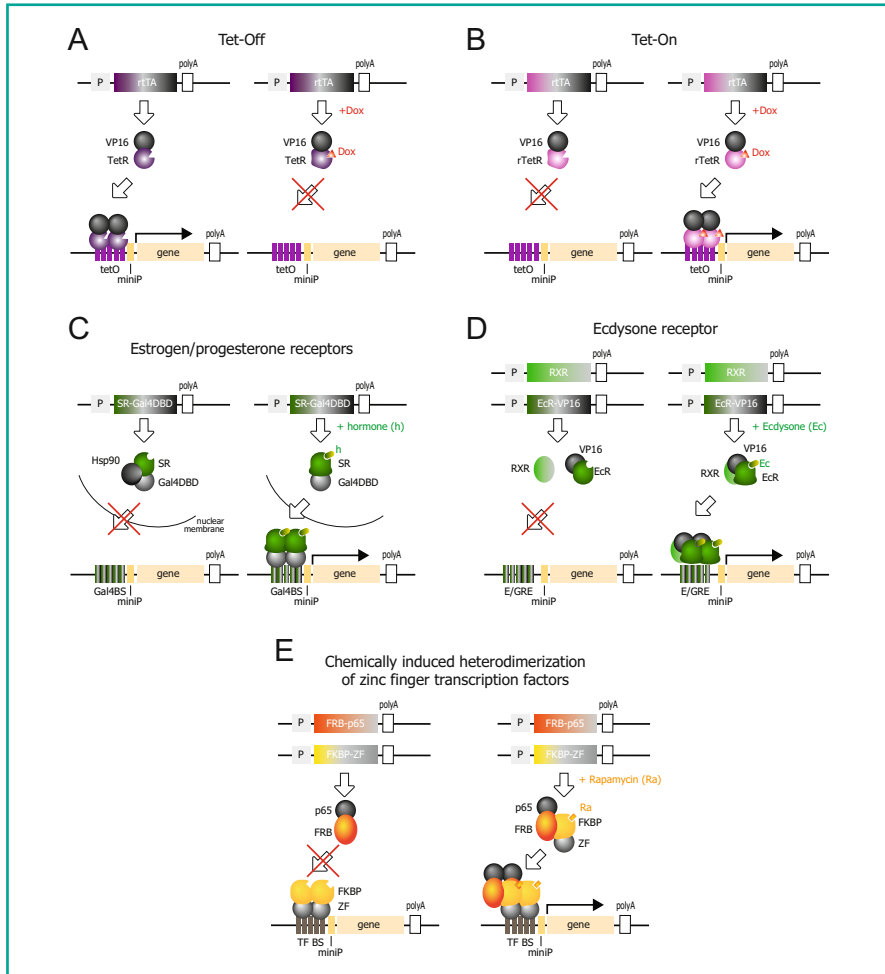 A
Tet-Off
polyA
P
rtTA
polyA
P
rtTA
+Dox
VP16
TetR
VP16
TetR
Dox
polyA
gene
tetO
miniP
polyA
gene
tetO
miniP
B
Tet-On
polyA
P
rtTA
polyA
P
rtTA
+Dox
VP16
rTetR
VP16
rTetR
Dox
polyA
gene
tetO
miniP
polyA
gene
tetO
miniP
C
Estrogen/progesterone receptors
polyA
P
SR-Gal4DBD
polyA
P
SR-Gal4DBD
+ hormone (h)
Hsp90
SR
Gal4DBD
h
SR
Gal4DBD
nuclear
membrane
polyA
gene
Gal4BS
miniP
polyA
gene
Gal4BS
miniP
D
Ecdysone receptor
P
RXR
polyA
P
EcR-VP16
P
RXR
polyA
P
EcR-VP16
+ Ecdysone (Ec)
VP16
RXR
EcR
VP16
Ec
RXR
EcR
polyA
gene
E/GRE
miniP
polyA
gene
E/GRE
miniP
E
Chemically induced heterodimerization
of zinc finger transcription factors
polyA
P
FRB-p65
P
FKBP-ZF
polyA
P
FRB-p65
P
FKBP-ZF
+ Rapamycin (Ra)
p65
FRB
p65
Ra
FKBP
FRB
ZF
FKBP
ZF
polyA
gene
TF BS
miniP
polyA
gene
TF BS
miniP